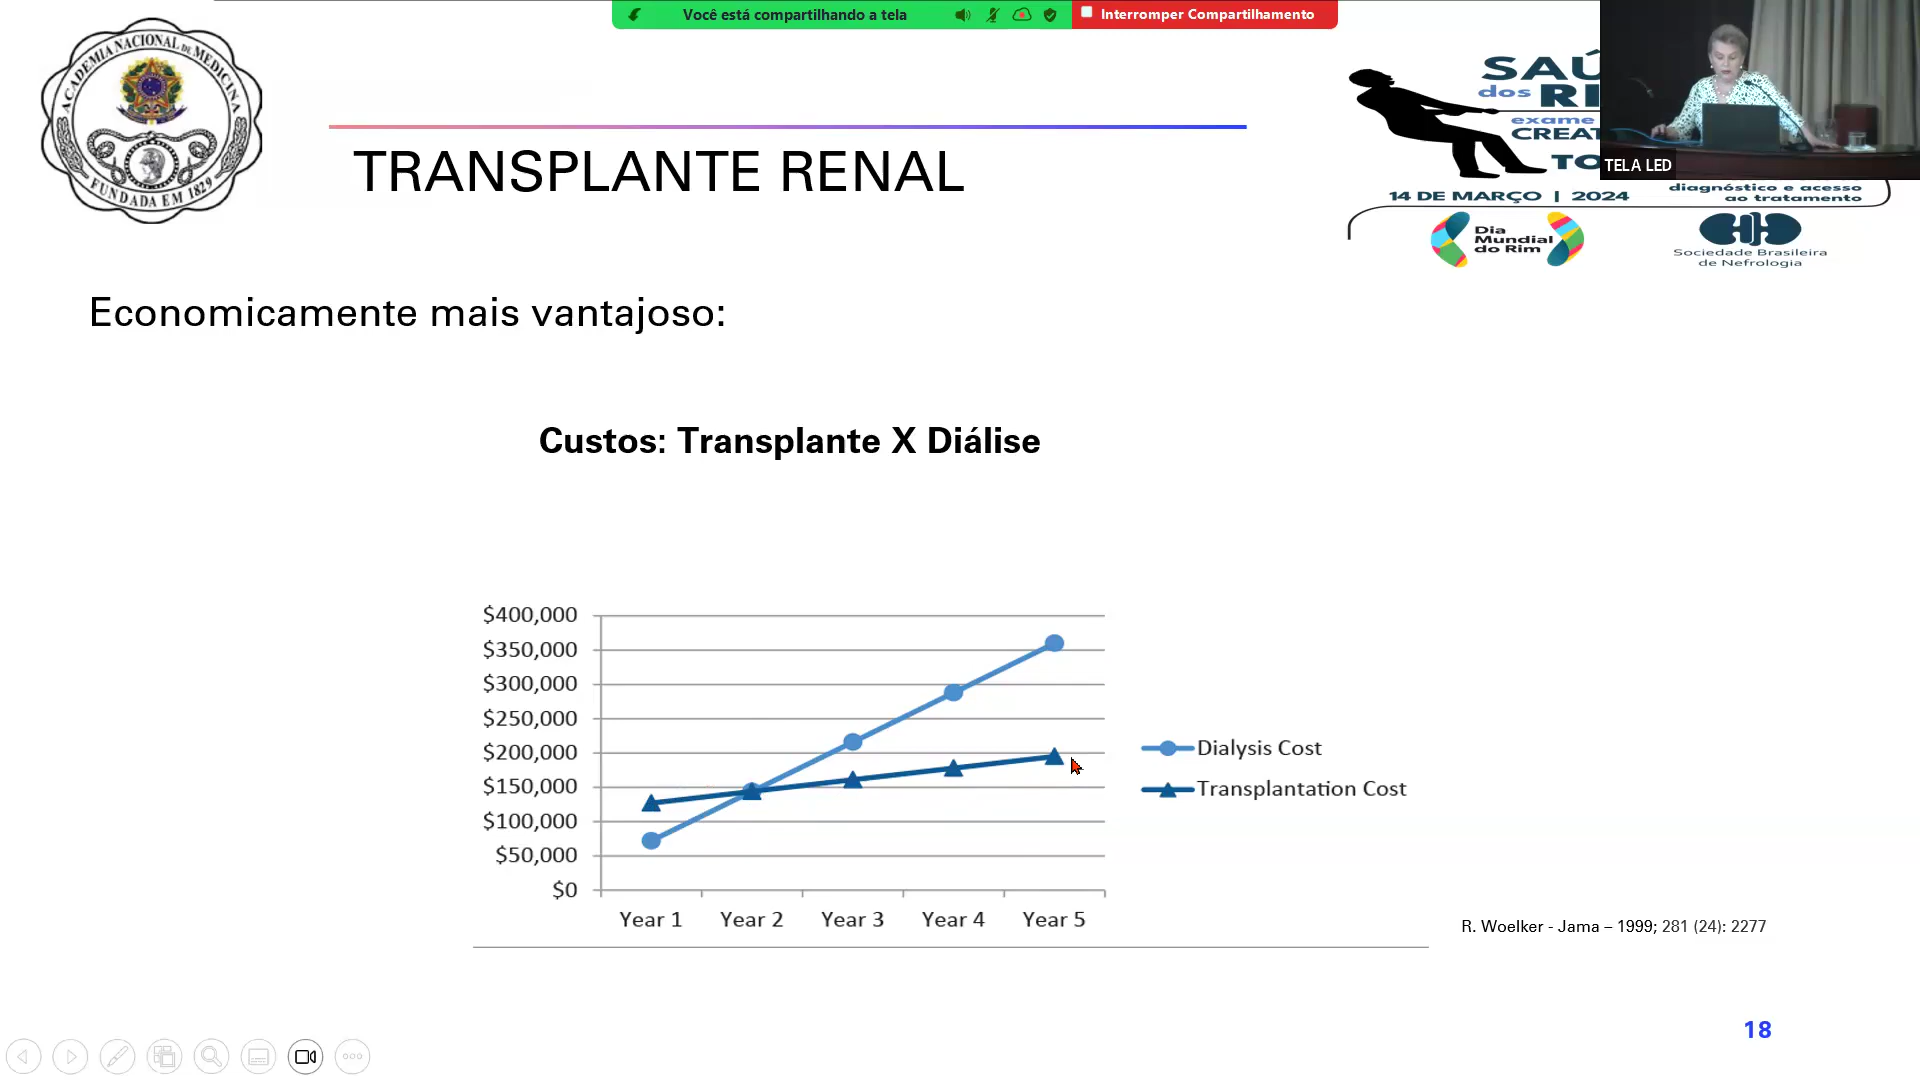 Você está compartilhando a tela
Interromper Compartilhamento
ACADEMIA NACIONAL DE MEDICINA
FUNDADA EM 1829
TRANSPLANTE RENAL
SAÚ
dos RI
exame
CREAT
TO
TELA LED
diagnóstico e acesso
ao tratamento
14 DE MARÇO | 2024
Dia
Mundial
do Rim
Sociedade Brasileira
de Nefrologia
Economicamente mais vantajoso:
Custos: Transplante X Diálise
$400,000
$350,000
$300,000
$250,000
$200,000
$150,000
$100,000
$50,000
$0
Year 1 Year 2 Year 3 Year 4 Year 5
Dialysis Cost
Transplantation Cost
R. Woelker - Jama – 1999; 281 (24): 2277
18